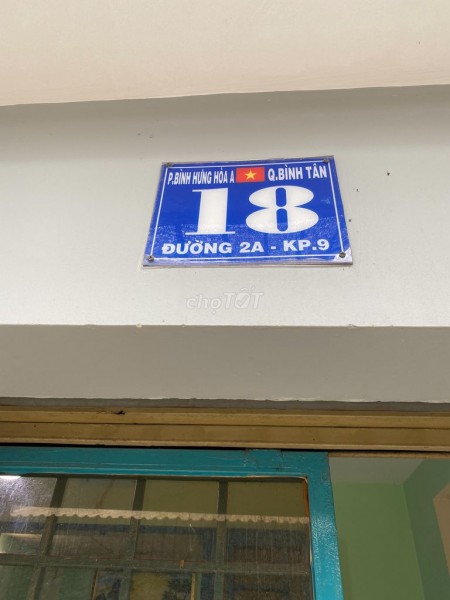 P.BÌNH HƯNG HÒA A Q.BÌNH TÂN
18
ĐƯỜNG 2A - KP.9
chợTỐT